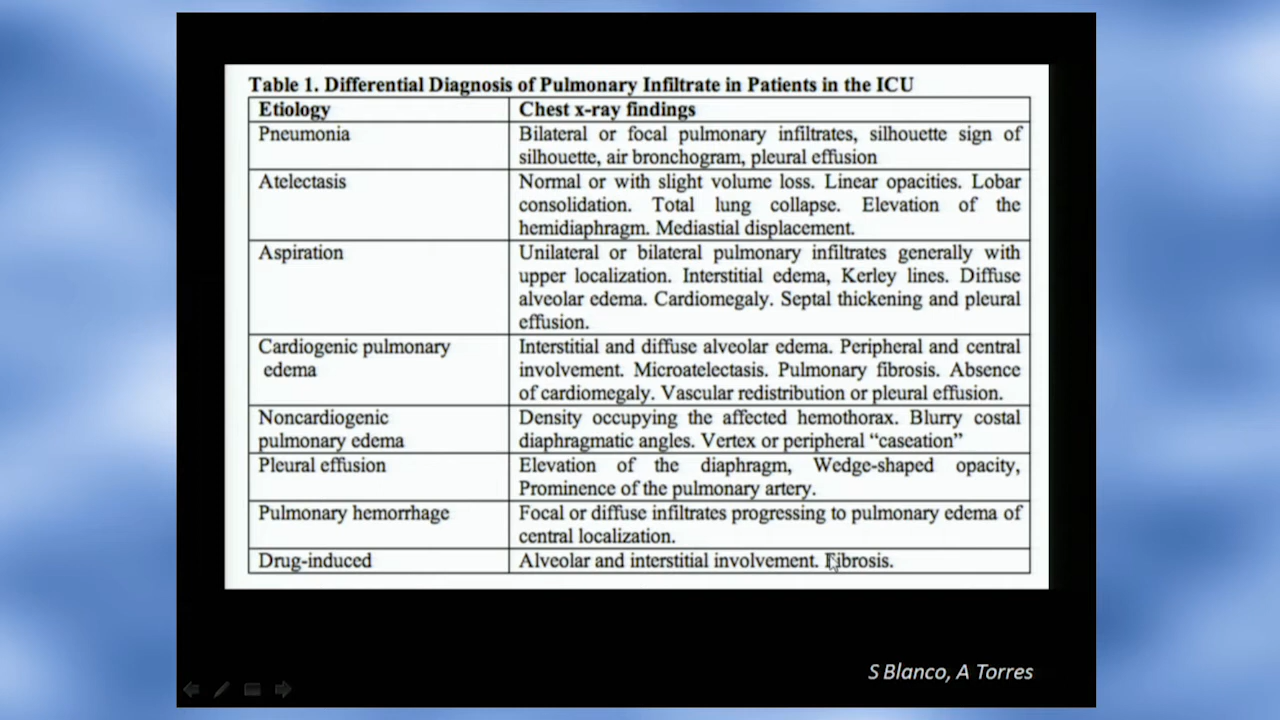 Table 1. Differential Diagnosis of Pulmonary Infiltrate in Patients in the ICU
Etiology
Chest x-ray findings
Pneumonia
Bilateral or focal pulmonary infiltrates, silhouette sign of
silhouette, air bronchogram, pleural effusion
Atelectasis
Normal or with slight volume loss. Linear opacities. Lobar
consolidation. Total lung collapse. Elevation of the
hemidiaphragm. Mediastial displacement.
Aspiration
Unilateral or bilateral pulmonary infiltrates generally with
upper localization. Interstitial edema, Kerley lines. Diffuse
alveolar edema. Cardiomegaly. Septal thickening and pleural
effusion.
Cardiogenic pulmonary
edema
Interstitial and diffuse alveolar edema. Peripheral and central
involvement. Microatelectasis. Pulmonary fibrosis. Absence
of cardiomegaly. Vascular redistribution or pleural effusion.
Noncardiogenic
pulmonary edema
Density occupying the affected hemothorax. Blurry costal
diaphragmatic angles. Vertex or peripheral “caseation”
Pleural effusion
Elevation of the diaphragm, Wedge-shaped opacity,
Prominence of the pulmonary artery.
Pulmonary hemorrhage
Focal or diffuse infiltrates progressing to pulmonary edema of
central localization.
Drug-induced
Alveolar and interstitial involvement. Fibrosis.
S Blanco, A Torres